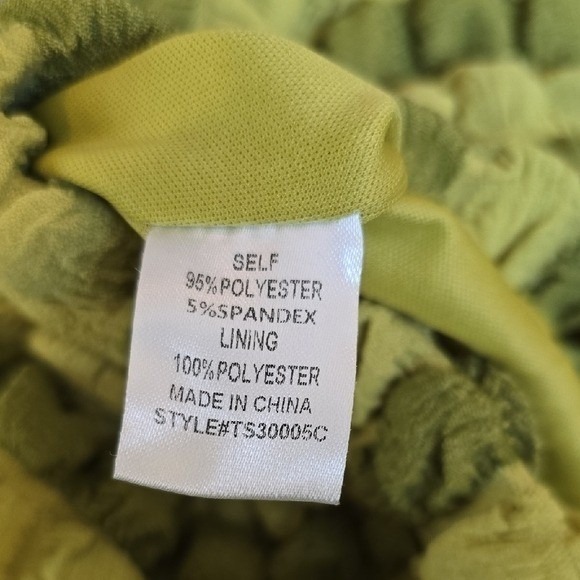 SELF
95%POLYESTER
5%SPANDEX
LINING
100%POLYESTER
MADE IN CHINA
STYLE#TS30005C